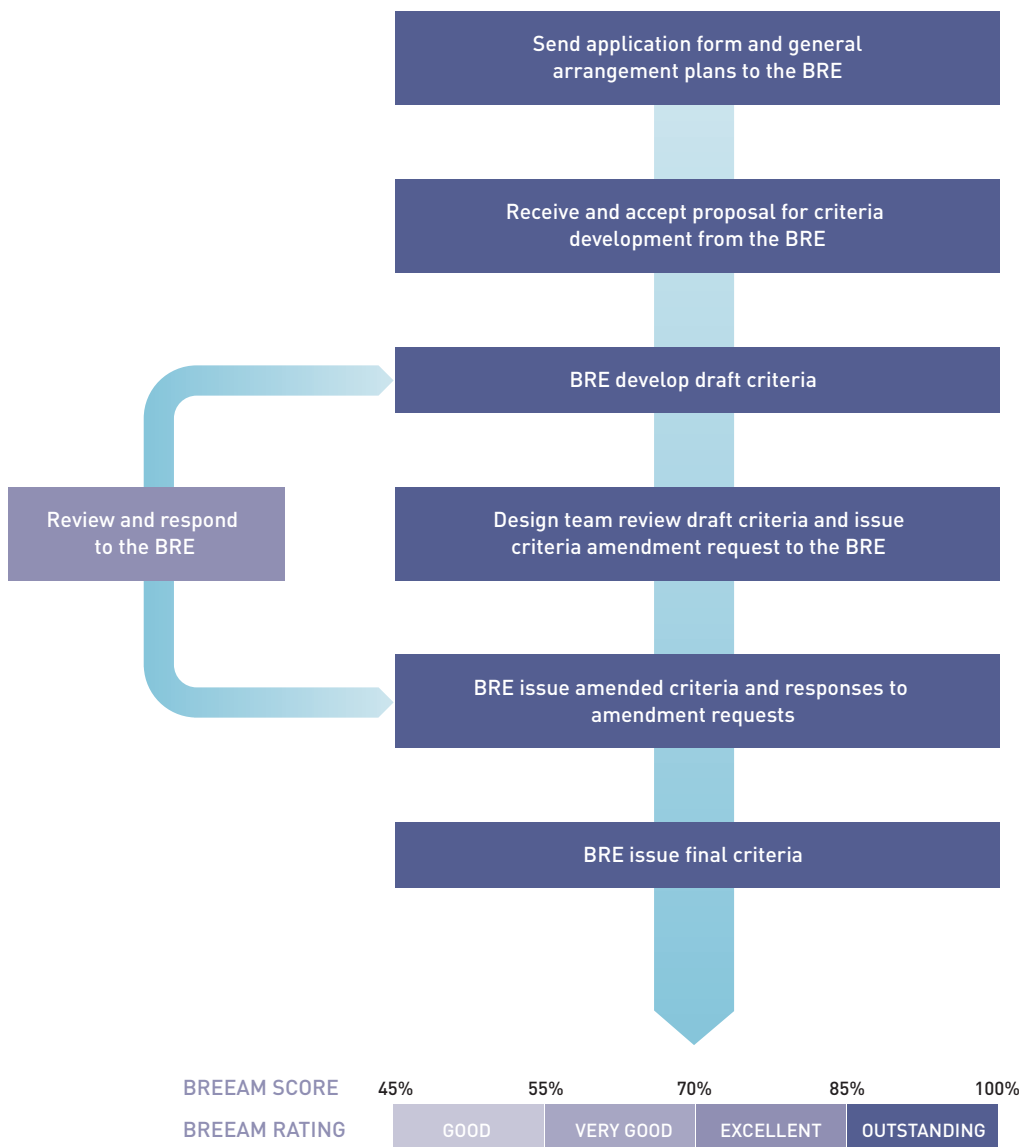 Send application form and general
arrangement plans to the BRE
Receive and accept proposal for criteria
development from the BRE
BRE develop draft criteria
Review and respond
to the BRE
Design team review draft criteria and issue
criteria amendment request to the BRE
BRE issue amended criteria and responses to
amendment requests
BRE issue final criteria
BREEAM SCORE 45% 55% 70% 85% 100%
BREEAM RATING GOOD VERY GOOD EXCELLENT OUTSTANDING